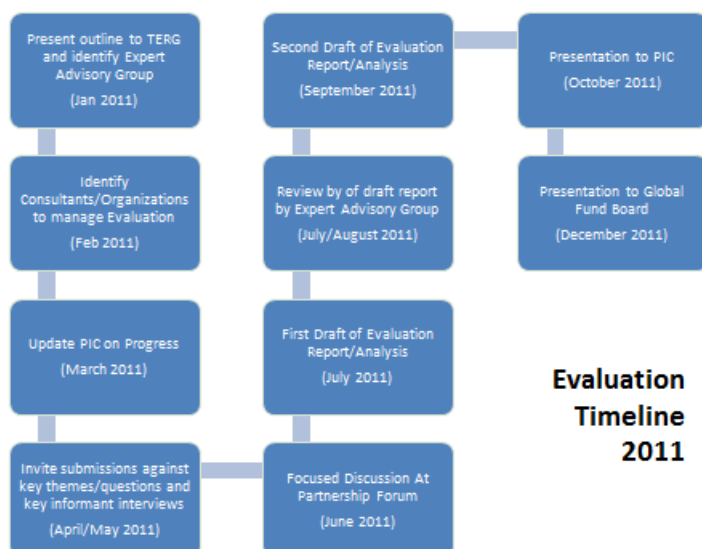 Present outline to TERG
and identify Expert
Advisory Group
(Jan 2011)
Identify
Consultants/Organizations
to manage Evaluation
(Feb 2011)
Update PIC on Progress
(March 2011)
Invite submissions against
key themes/questions and
key informant interviews
(April/May 2011)
Focused Discussion At
Partnership Forum
(June 2011)
First Draft of Evaluation
Report/Analysis
(July 2011)
Review by of draft report
by Expert Advisory Group
(July/August 2011)
Second Draft of Evaluation
Report/Analysis
(September 2011)
Presentation to PIC
(October 2011)
Presentation to Global
Fund Board
(December 2011)
Evaluation
Timeline
2011